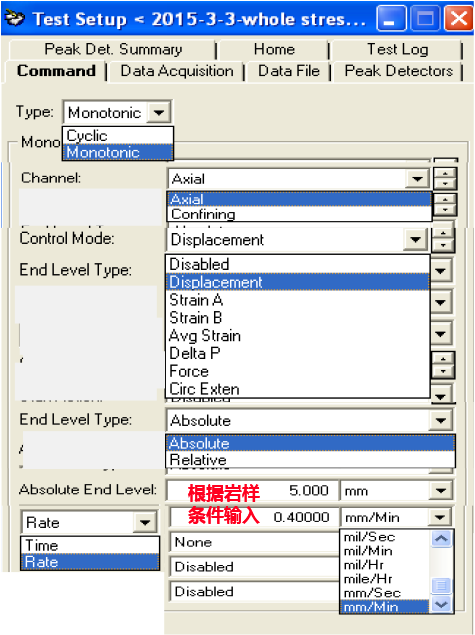 Test Setup < 2015-3-3-whole stres...
Peak Det. Summary Home Test Log
Command Data Acquisition Data File Peak Detectors
Type: Monotonic
Cyclic
Mono
Monotonic
Channel: Axial
Axial
Confining
Control Mode: Displacement
Disabled
End Level Type:
Displacement
Strain A
Strain B
Avg Strain
Delta P
Force
Circ Exten
End Level Type: Absolute
Absolute
Relative
Absolute End Level: 根据岩样 5.000 mm
Rate 条件输入 0.40000 mm/Min
Time None mil/Sec
mil/Min
Rate Disabled mil/Hr
mile/Hr
Disabled mm/Sec
mm/Min